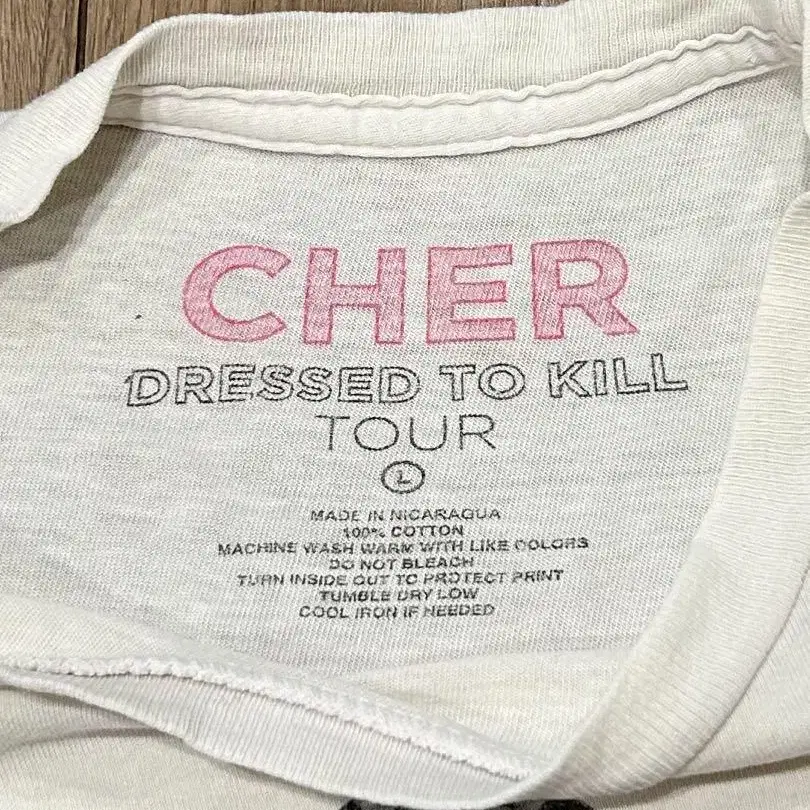 CHER
DRESSED TO KILL
TOUR
L
MADE IN NICARAGUA
100% COTTON
MACHINE WASH WARM WITH LIKE COLORS
DO NOT BLEACH
TURN INSIDE OUT TO PROTECT PRINT
TUMBLE DRY LOW
COOL IRON IF NEEDED